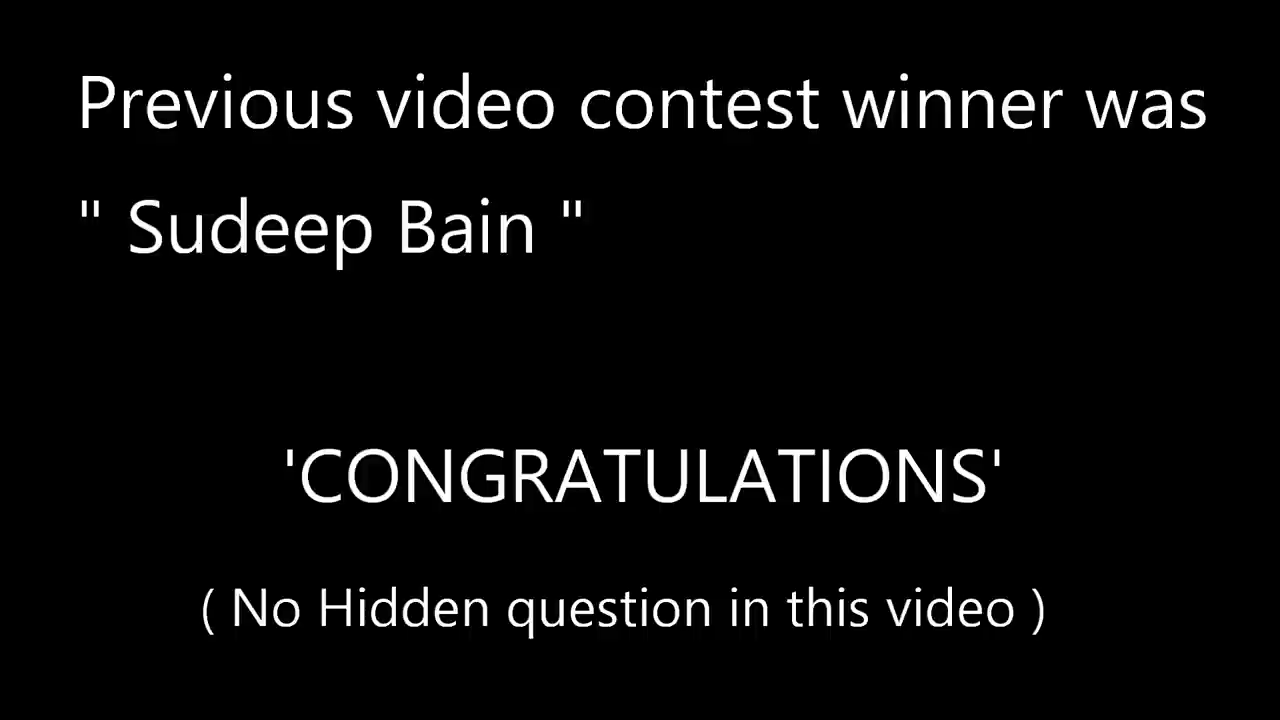 Previous video contest winner was
" Sudeep Bain "
'CONGRATULATIONS'
( No Hidden question in this video )